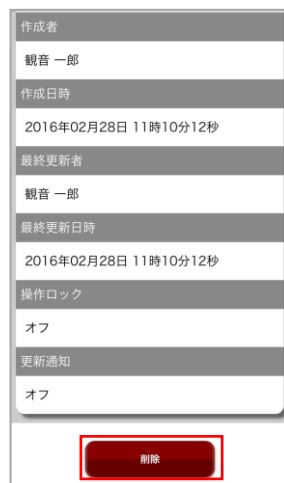 作成者
観音 一郎
作成日時
2016年02月28日 11時10分12秒
最終更新者
観音 一郎
最終更新日時
2016年02月28日 11時10分12秒
操作ロック
オフ
更新通知
オフ
削除